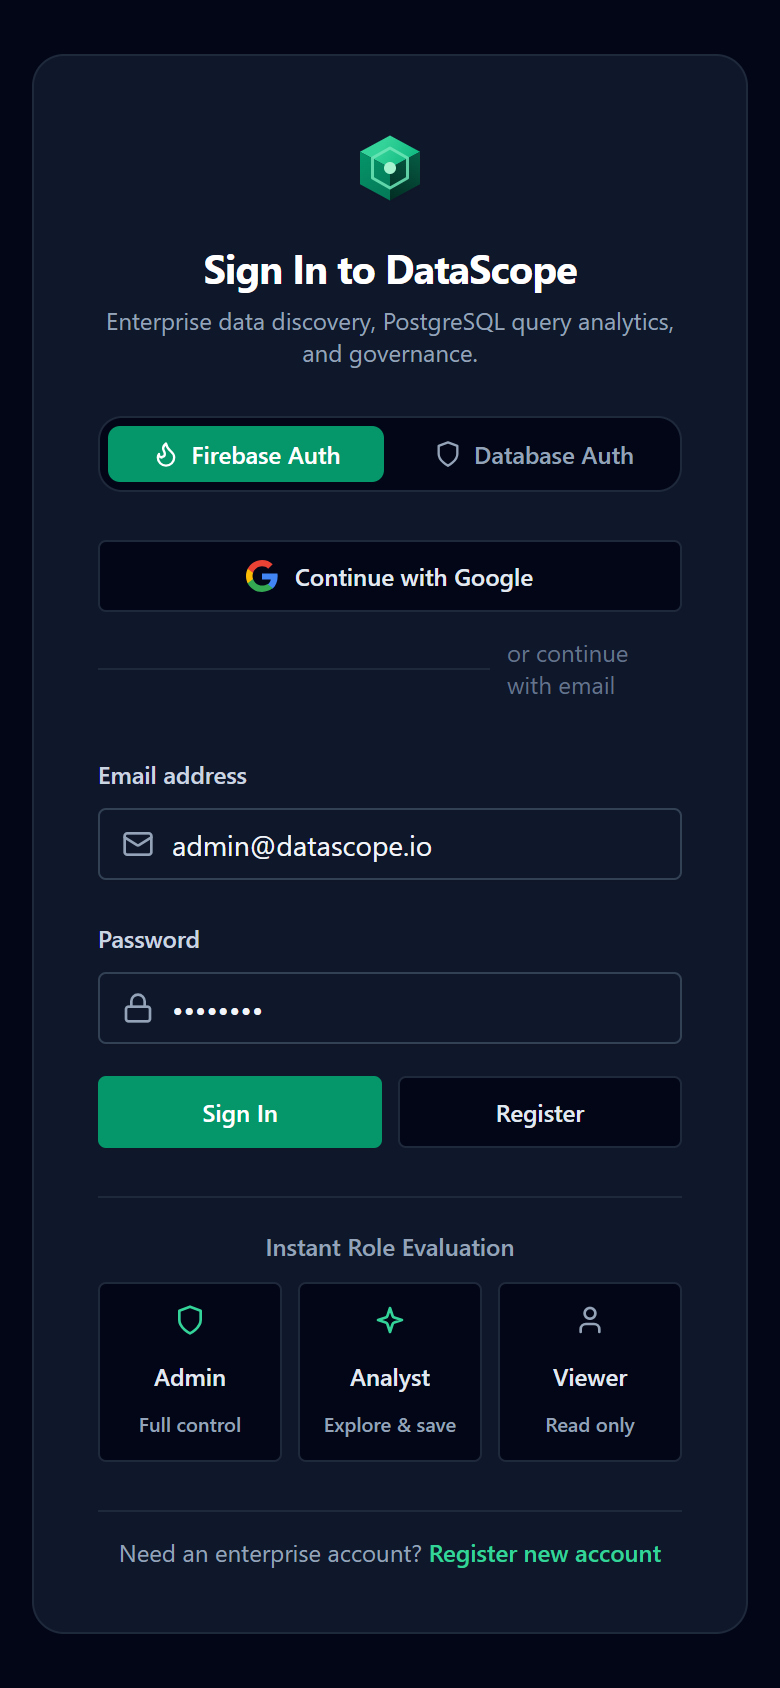 Sign In to DataScope
Enterprise data discovery, PostgreSQL query analytics,
and governance.
Firebase Auth
Database Auth
Continue with Google
or continue
with email
Email address
admin@datascope.io
Password
••••••••
Sign In
Register
Instant Role Evaluation
Admin
Full control
Analyst
Explore & save
Viewer
Read only
Need an enterprise account? Register new account